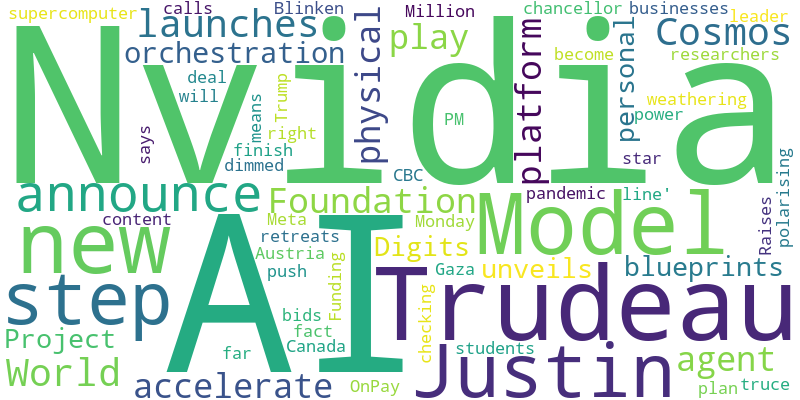 supercomputer
calls
Blinken
Million
chancellor
businesses
leader
launches
play
Cosmos
orchestration
physical
become
researchers
Nvidia
deal
will
means
Trump
right
says
finish
dimmed
PM
platform
personal
weathering
power
star
CBC
pandemic
line'
polarising
Raises
announce
Foundation
Model
content
Meta
Monday
new
retreats
Austria
push
Funding
Digits
Gaza
unveils
blueprints
step
AI
Trudeau
bids
fact
Canada
checking
Project
far
students
World
accelerate
OnPay
Justin
agent
plan
truce